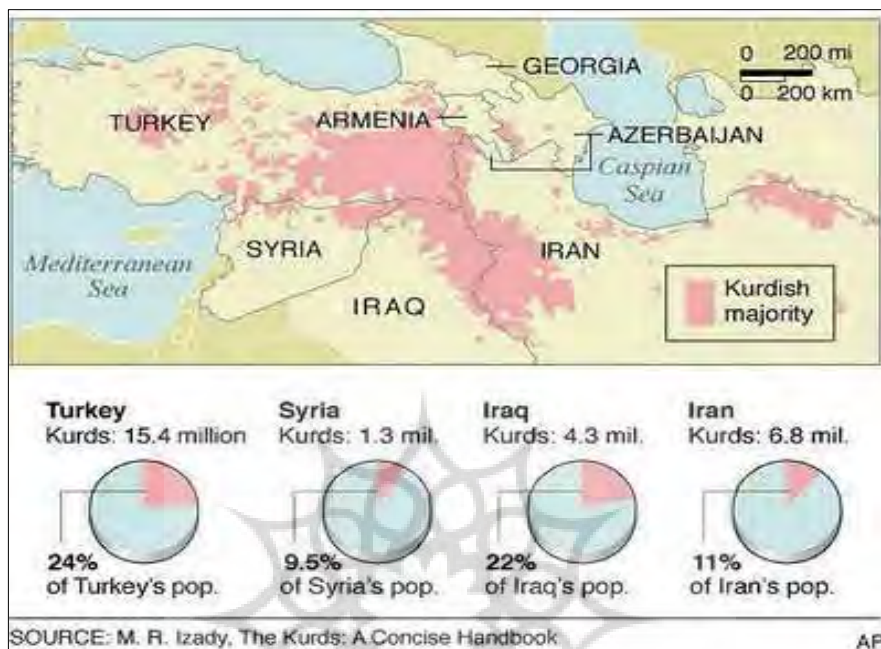 GEORGIA
0 200 mi
0 200 km
TURKEY
ARMENIA
AZERBAIJAN
Caspian
Sea
SYRIA
IRAN
Mediterranean
Sea
IRAQ
Kurdish
majority
Turkey
Kurds: 15.4 million
24%
of Turkey's pop.
Syria
Kurds: 1.3 mil.
9.5%
of Syria's pop.
Iraq
Kurds: 4.3 mil.
22%
of Iraq's pop.
Iran
Kurds: 6.8 mil.
11%
of Iran's pop.
SOURCE: M. R. Izady, The Kurds: A Concise Handbook
AP